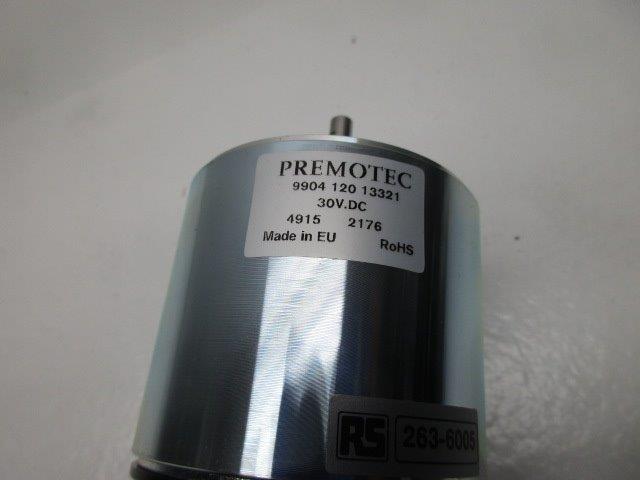 PREMOTEC
9904 120 13321
30V.DC
4915 2176
Made in EU RoHS
RS 263-6005